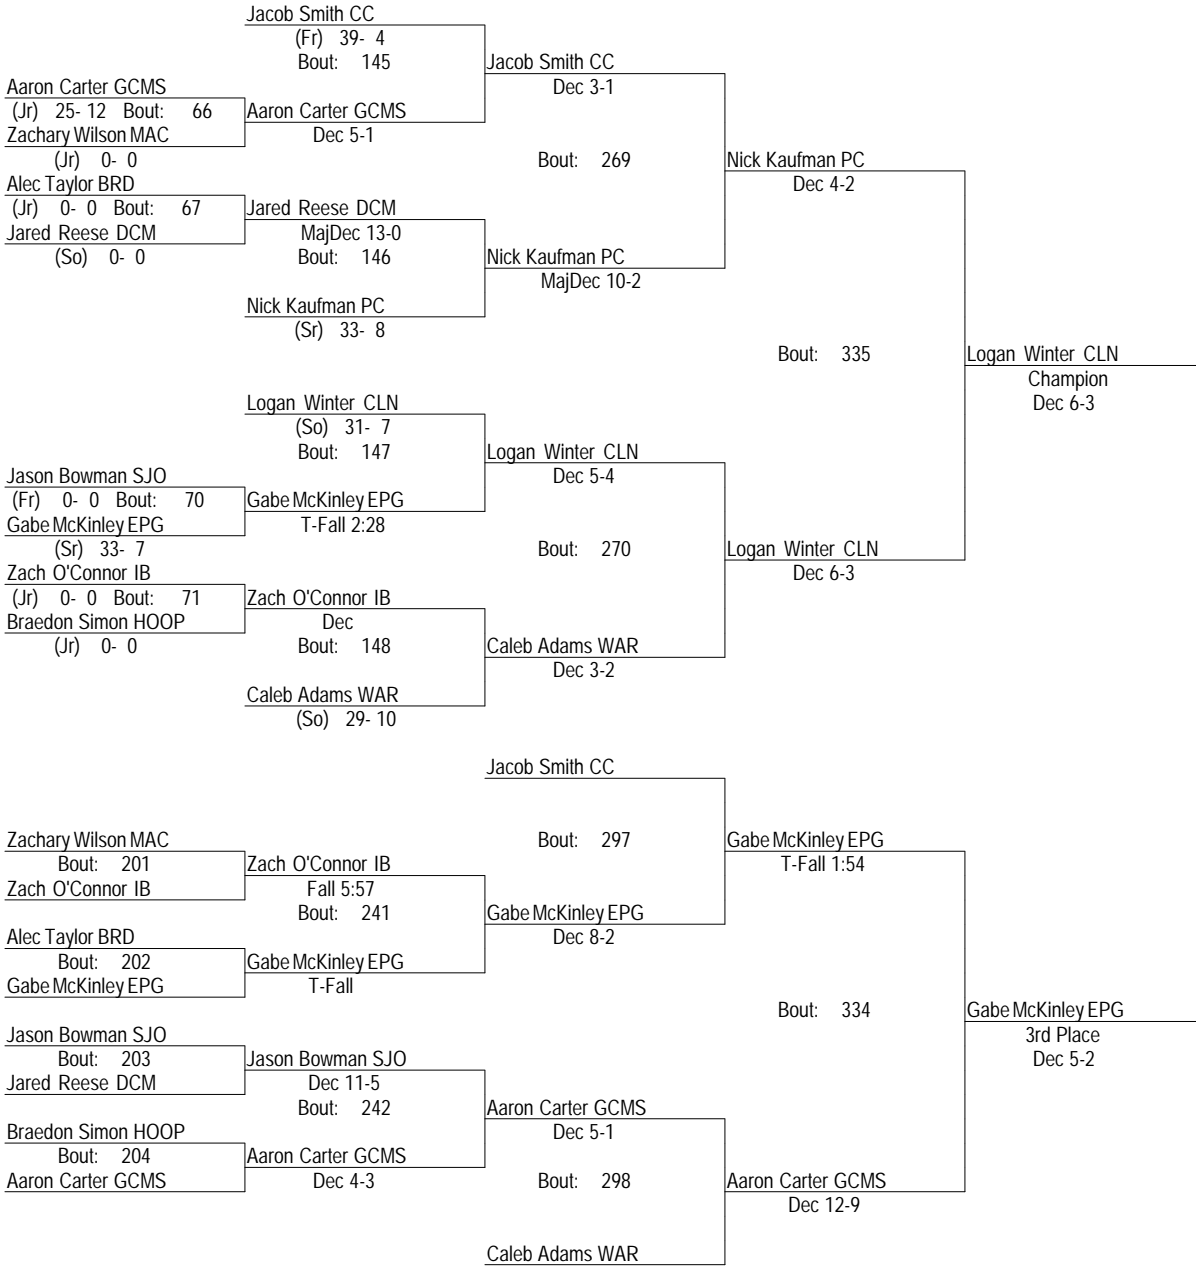 Jacob Smith CC
(Fr) 39- 4
Bout: 145
Jacob Smith CC
Dec 3-1
Aaron Carter GCMS
(Jr) 25- 12 Bout: 66
Aaron Carter GCMS
Zachary Wilson MAC
Dec 5-1
(Jr) 0- 0
Bout: 269
Nick Kaufman PC
Alec Taylor BRD
Dec 4-2
(Jr) 0- 0 Bout: 67
Jared Reese DCM
Jared Reese DCM
MajDec 13-0
(So) 0- 0
Bout: 146
Nick Kaufman PC
MajDec 10-2
Nick Kaufman PC
(Sr) 33- 8
Bout: 335
Logan Winter CLN
Champion
Dec 6-3
Logan Winter CLN
(So) 31- 7
Bout: 147
Logan Winter CLN
Dec 5-4
Jason Bowman SJO
(Fr) 0- 0 Bout: 70
Gabe McKinley EPG
Gabe McKinley EPG
T-Fall 2:28
(Sr) 33- 7
Bout: 270
Logan Winter CLN
Zach O'Connor IB
Dec 6-3
(Jr) 0- 0 Bout: 71
Zach O'Connor IB
Braedon Simon HOOP
Dec
(Jr) 0- 0
Bout: 148
Caleb Adams WAR
Dec 3-2
Caleb Adams WAR
(So) 29- 10
Jacob Smith CC
Zachary Wilson MAC
Bout: 297
Gabe McKinley EPG
Bout: 201
Zach O'Connor IB
T-Fall 1:54
Zach O'Connor IB
Fall 5:57
Bout: 241
Gabe McKinley EPG
Alec Taylor BRD
Dec 8-2
Bout: 202
Gabe McKinley EPG
Gabe McKinley EPG
T-Fall
Bout: 334
Gabe McKinley EPG
Jason Bowman SJO
3rd Place
Bout: 203
Jason Bowman SJO
Dec 5-2
Jared Reese DCM
Dec 11-5
Bout: 242
Aaron Carter GCMS
Braedon Simon HOOP
Dec 5-1
Bout: 204
Aaron Carter GCMS
Aaron Carter GCMS
Dec 4-3
Bout: 298
Aaron Carter GCMS
Dec 12-9
Caleb Adams WAR